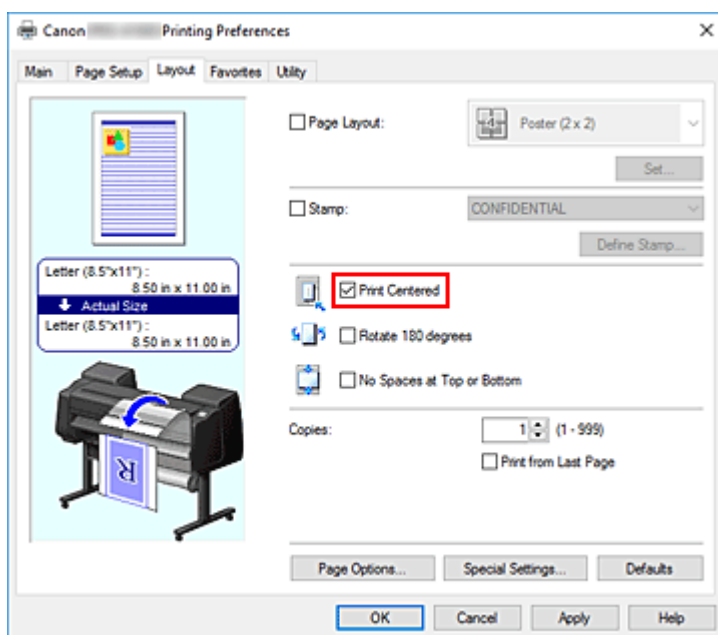 Canon Printing Preferences
Main Page Setup Layout Favorites Utility
Page Layout:
4
Poster (2 x 2)
Set...
Stamp:
CONFIDENTIAL
Define Stamp...
Letter (8.5"x11") :
8.50 in x 11.00 in
Actual Size
Letter (8.5"x11") :
8.50 in x 11.00 in
Print Centered
Rotate 180 degrees
No Spaces at Top or Bottom
R
Copies:
1 (1 - 999)
Print from Last Page
Page Options... Special Settings... Defaults
OK Cancel Apply Help